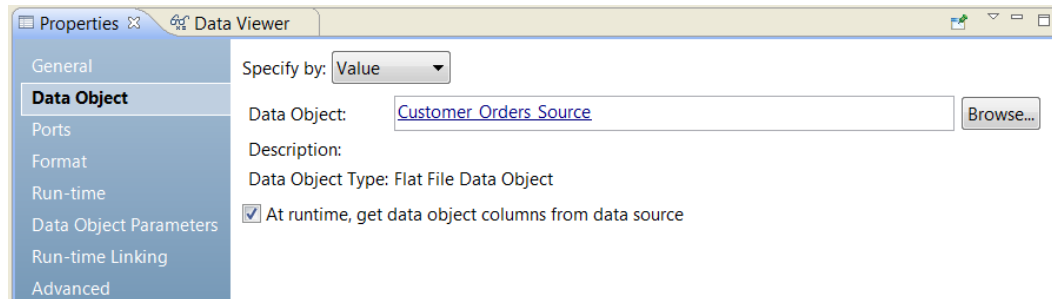 Properties Data Viewer
General
Specify by: Value
Data Object
Data Object: Customer_Orders_Source Browse...
Ports
Description:
Format
Data Object Type: Flat File Data Object
Run-time
At runtime, get data object columns from data source
Data Object Parameters
Run-time Linking
Advanced